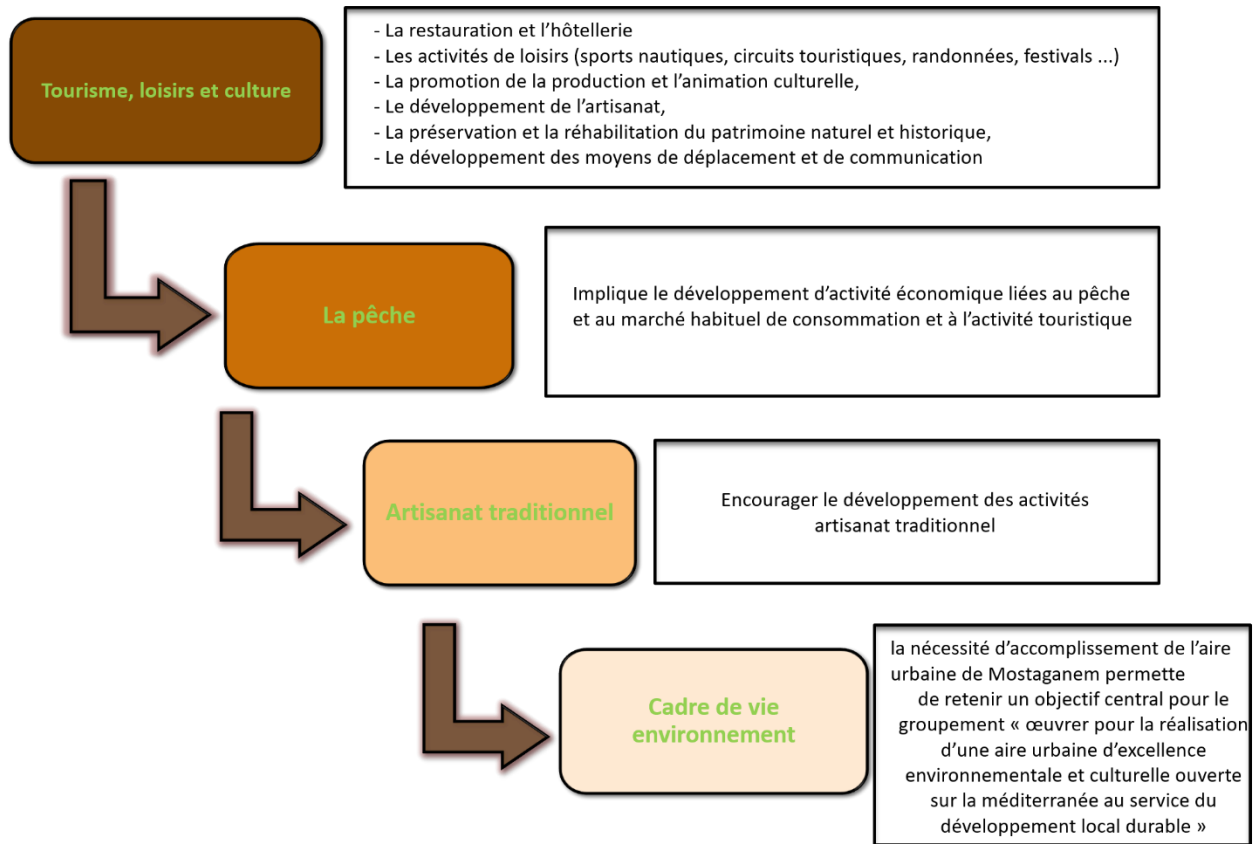 Tourisme, loisirs et culture
- La restauration et l’hôtellerie
- Les activités de loisirs (sports nautiques, circuits touristiques, randonnées, festivals ...)
- La promotion de la production et l’animation culturelle,
- Le développement de l’artisanat,
- La préservation et la réhabilitation du patrimoine naturel et historique,
- Le développement des moyens de déplacement et de communication
La pêche
Implique le développement d’activité économique liées au pêche
et au marché habituel de consommation et à l’activité touristique
Artisanat traditionnel
Encourager le développement des activités
artisanat traditionnel
Cadre de vie
environnement
la nécessité d’accomplissement de l’aire
urbaine de Mostaganem permette
de retenir un objectif central pour le
groupement « œuvrer pour la réalisation
d’une aire urbaine d’excellence
environnementale et culturelle ouverte
sur la méditerranée au service du
développement local durable »